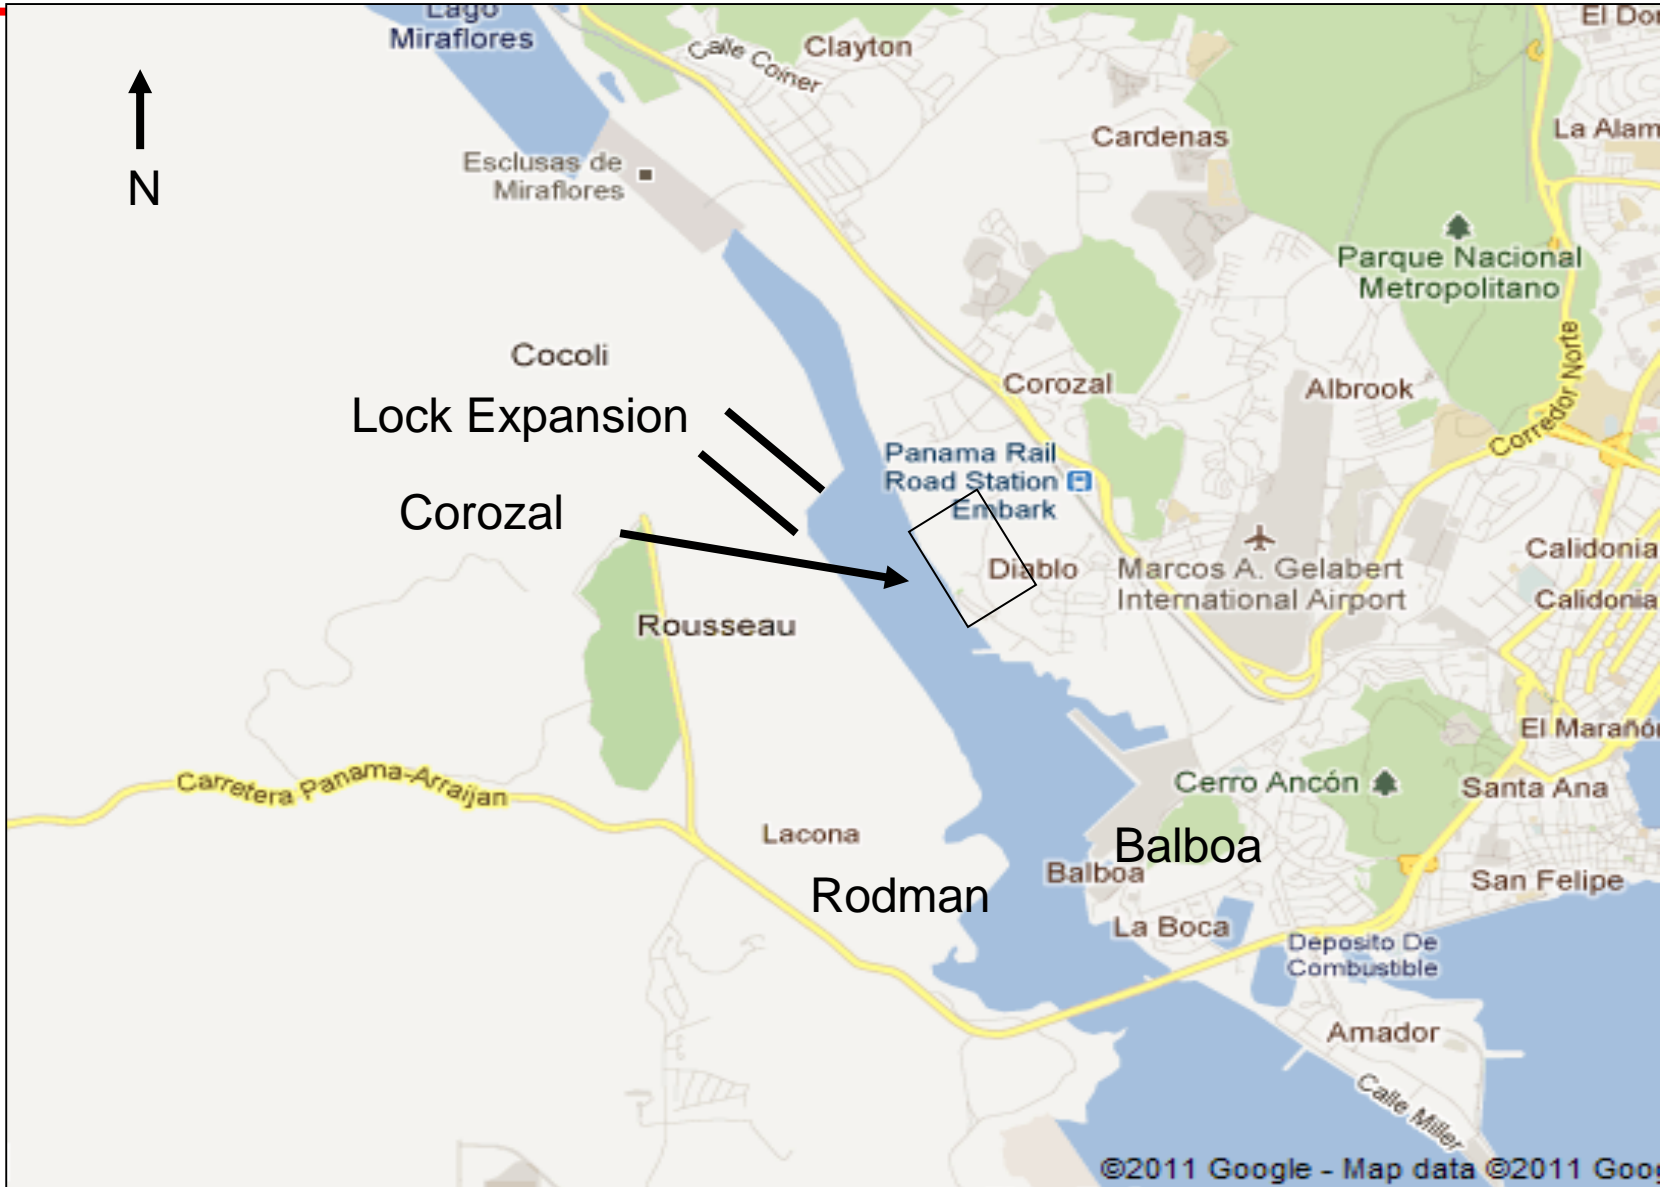 Lago
Miraflores
El Dor
Clayton
Calle Coiner
La Alam
Cardenas
Esclusas de
Miraflores
N
Parque Nacional
Metropolitano
Cocoli
Corozal
Albrook
Corredor Norte
Lock Expansion
Panama Rail
Road Station
Embark
Corozal
Diablo
Marcos A. Gelabert
International Airport
Calidonia
Calidonia
Rousseau
El Marañó
Carretera Panama-Arraijan
Cerro Ancón
Santa Ana
Lacona
Balboa
Balboa
Rodman
San Felipe
La Boca
Deposito De
Combustible
Amador
Calle Miller
©2011 Google - Map data ©2011 Goog